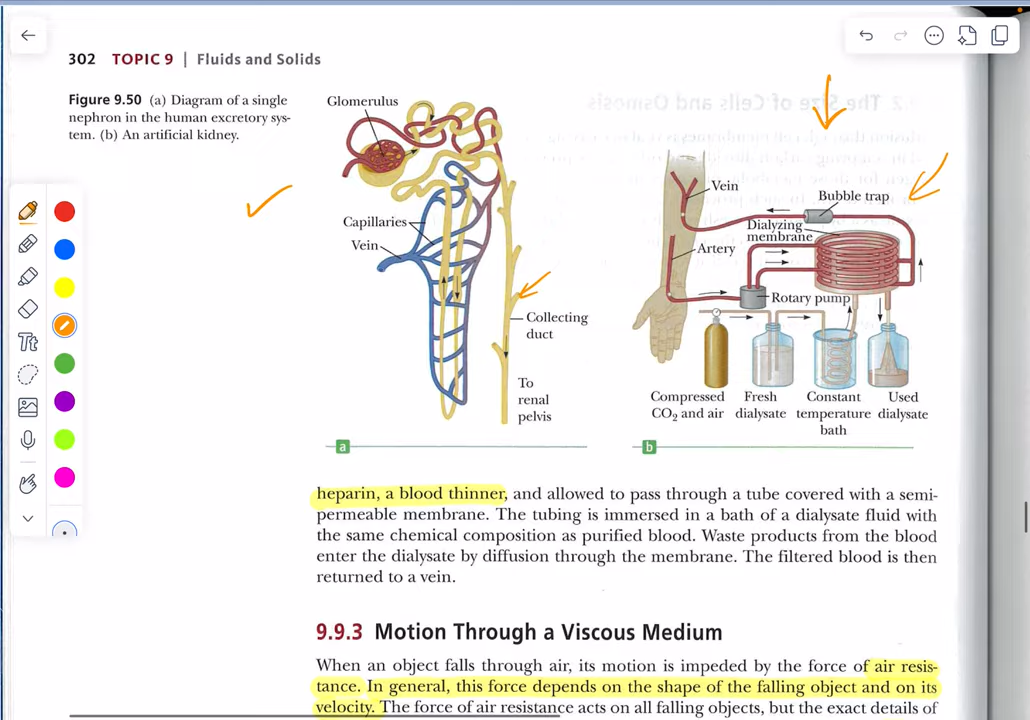 302 TOPIC 9 | Fluids and Solids
Figure 9.50 (a) Diagram of a single
nephron in the human excretory sys-
tem. (b) An artificial kidney.
Glomerulus
Capillaries
Vein
Collecting
duct
To
renal
pelvis
a
Vein
Bubble trap
Dialyzing
membrane
Artery
Rotary pump
Compressed
CO2 and air
Fresh
dialysate
Constant
temperature
bath
Used
dialysate
b
heparin, a blood thinner, and allowed to pass through a tube covered with a semi-
permeable membrane. The tubing is immersed in a bath of a dialysate fluid with
the same chemical composition as purified blood. Waste products from the blood
enter the dialysate by diffusion through the membrane. The filtered blood is then
returned to a vein.
9.9.3 Motion Through a Viscous Medium
When an object falls through air, its motion is impeded by the force of air resis-
tance. In general, this force depends on the shape of the falling object and on its
velocity. The force of air resistance acts on all falling objects, but the exact details of
Tt